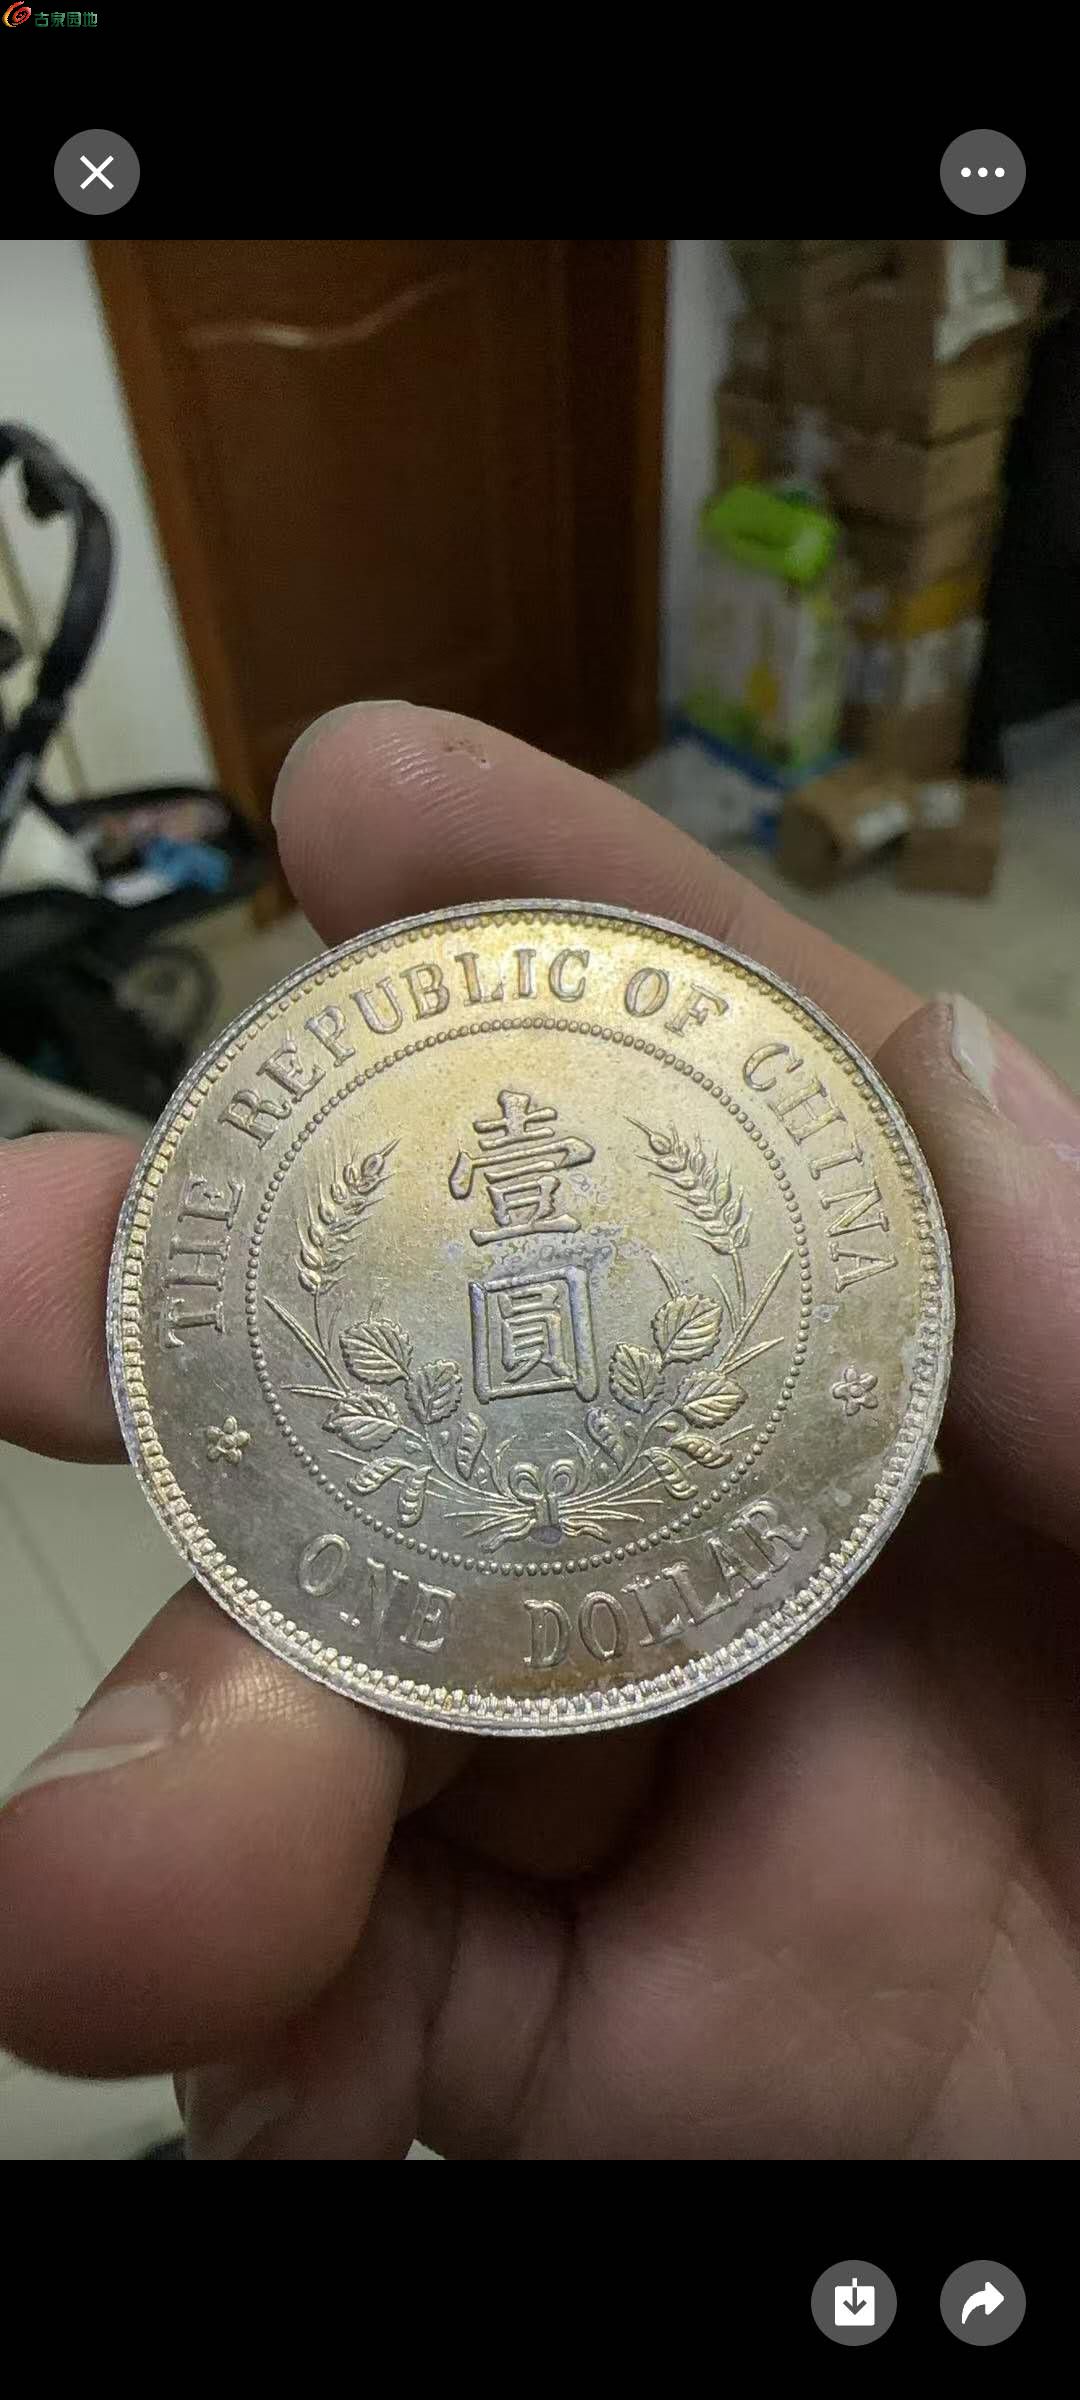 古泉园地
THE REPUBLIC OF CHINA
壹
圓
ONE DOLLAR